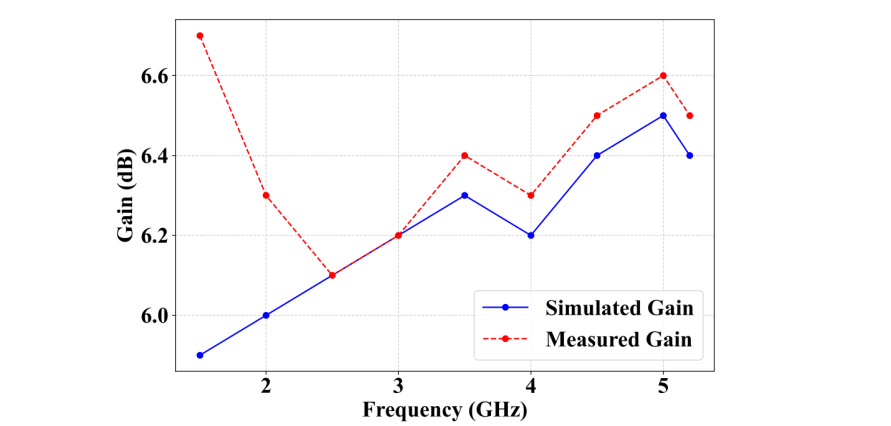 6.6
6.4
6.2
6.0
Gain (dB)
Simulated Gain
Measured Gain
2 3 4 5
Frequency (GHz)